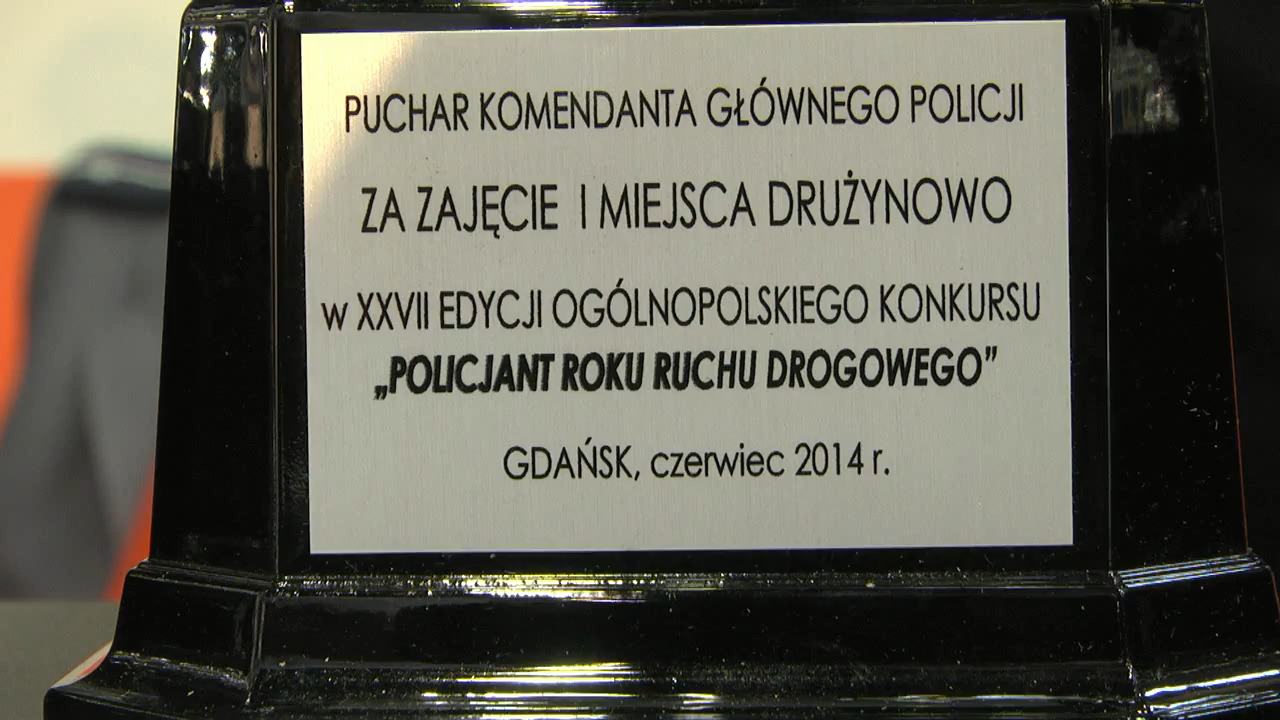 PUCHAR KOMENDANTA GŁÓWNEGO POLICJI
ZA ZAJĘCIE I MIEJSCA DRUŻYNOWO
w XXVII EDYCJI OGÓLNOPOLSKIEGO KONKURSU
„POLICJANT ROKU RUCHU DROGOWEGO”
GDAŃSK, czerwiec 2014 r.